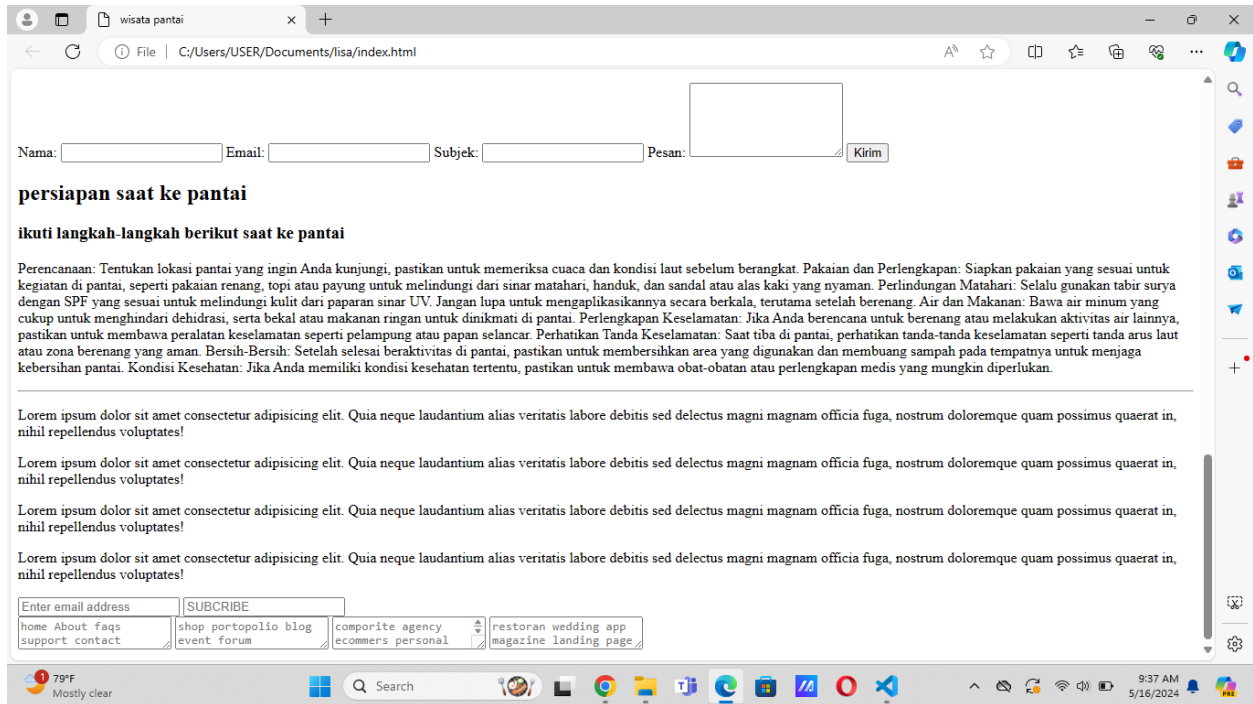 wisata pantai
File C:/Users/USER/Documents/lisa/index.html
Nama: Email: Subjek: Pesan: Kirim
persiapan saat ke pantai
ikuti langkah-langkah berikut saat ke pantai
Perencanaan: Tentukan lokasi pantai yang ingin Anda kunjungi, pastikan untuk memeriksa cuaca dan kondisi laut sebelum berangkat. Pakaian dan Perlengkapan: Siapkan pakaian yang sesuai untuk
kegiatan di pantai, seperti pakaian renang, topi atau payung untuk melindungi dari sinar matahari, handuk, dan sandal atau alas kaki yang nyaman. Perlindungan Matahari: Selalu gunakan tabir surya
dengan SPF yang sesuai untuk melindungi kulit dari paparan sinar UV. Jangan lupa untuk mengaplikasikannya secara berkala, terutama setelah berenang. Air dan Makanan: Bawa air minum yang
cukup untuk menghindari dehidrasi, serta bekal atau makanan ringan untuk dinikmati di pantai. Perlengkapan Keselamatan: Jika Anda berencana untuk berenang atau melakukan aktivitas air lainnya,
pastikan untuk membawa peralatan keselamatan seperti pelampung atau papan selancar. Perhatikan Tanda Keselamatan: Saat tiba di pantai, perhatikan tanda-tanda keselamatan seperti tanda arus laut
atau zona berenang yang aman. Bersih-Bersih: Setelah selesai beraktivitas di pantai, pastikan untuk membersihkan area yang digunakan dan membuang sampah pada tempatnya untuk menjaga
kebersihan pantai. Kondisi Kesehatan: Jika Anda memiliki kondisi kesehatan tertentu, pastikan untuk membawa obat-obatan atau perlengkapan medis yang mungkin diperlukan.
Lorem ipsum dolor sit amet consectetur adipisicing elit. Quia neque laudantium alias veritatis labore debitis sed delectus magni magnam officia fuga, nostrum doloremque quam possimus quaerat in,
nihil repellendus voluptates!
Lorem ipsum dolor sit amet consectetur adipisicing elit. Quia neque laudantium alias veritatis labore debitis sed delectus magni magnam officia fuga, nostrum doloremque quam possimus quaerat in,
nihil repellendus voluptates!
Lorem ipsum dolor sit amet consectetur adipisicing elit. Quia neque laudantium alias veritatis labore debitis sed delectus magni magnam officia fuga, nostrum doloremque quam possimus quaerat in,
nihil repellendus voluptates!
Lorem ipsum dolor sit amet consectetur adipisicing elit. Quia neque laudantium alias veritatis labore debitis sed delectus magni magnam officia fuga, nostrum doloremque quam possimus quaerat in,
nihil repellendus voluptates!
Enter email address SUBCRIBE
home About faqs shop portopolio blog comporite agency restoran wedding app
support contact event forum ecommers personal magazine landing page
1 79°F
Mostly clear
Search
9:37 AM
5/16/2024
PRE